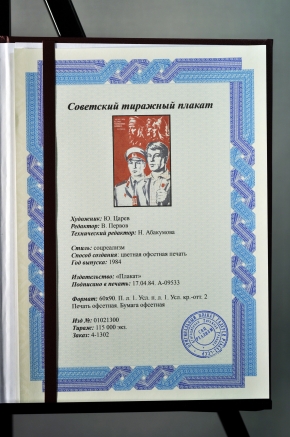 Советский тиражный плакат
Художник: Ю. Царев
Редактор: В. Перцов
Технический редактор: Н. Абакумова
Стиль: соцреализм
Способ создания: цветная офсетная печать
Год выпуска: 1984
Издательство: «Плакат»
Подписано к печать: 17.04.84. А-09533
Формат: 60х90. П. л. 1. Усл. п. л. 1. Усл. кр.-отт. 2
Печать офсетная. Бумага офсетная
Изд №: 01021300
Тираж: 115 000 экз.
Заказ: 4-1302